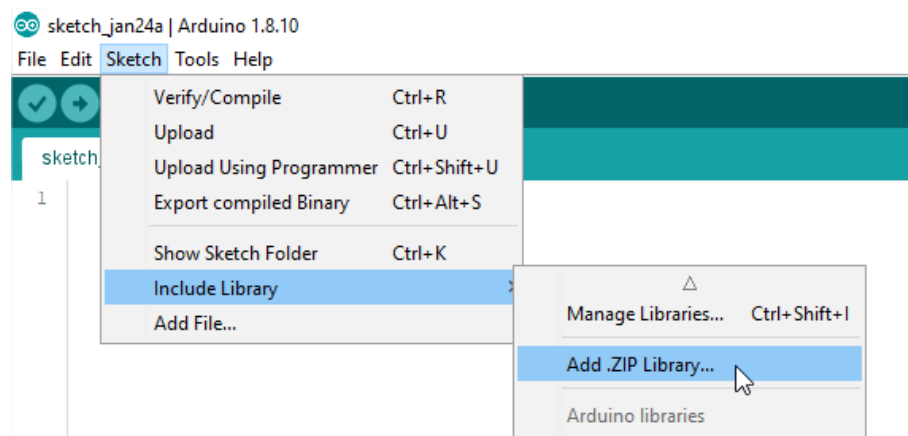 sketch_jan24a | Arduino 1.8.10
File Edit Sketch Tools Help
Verify/Compile Ctrl+R
Upload Ctrl+U
sketch_
Upload Using Programmer Ctrl+Shift+U
1
Export compiled Binary Ctrl+Alt+S
Show Sketch Folder Ctrl+K
Include Library
Add File...
Manage Libraries... Ctrl+Shift+I
Add .ZIP Library...
Arduino libraries